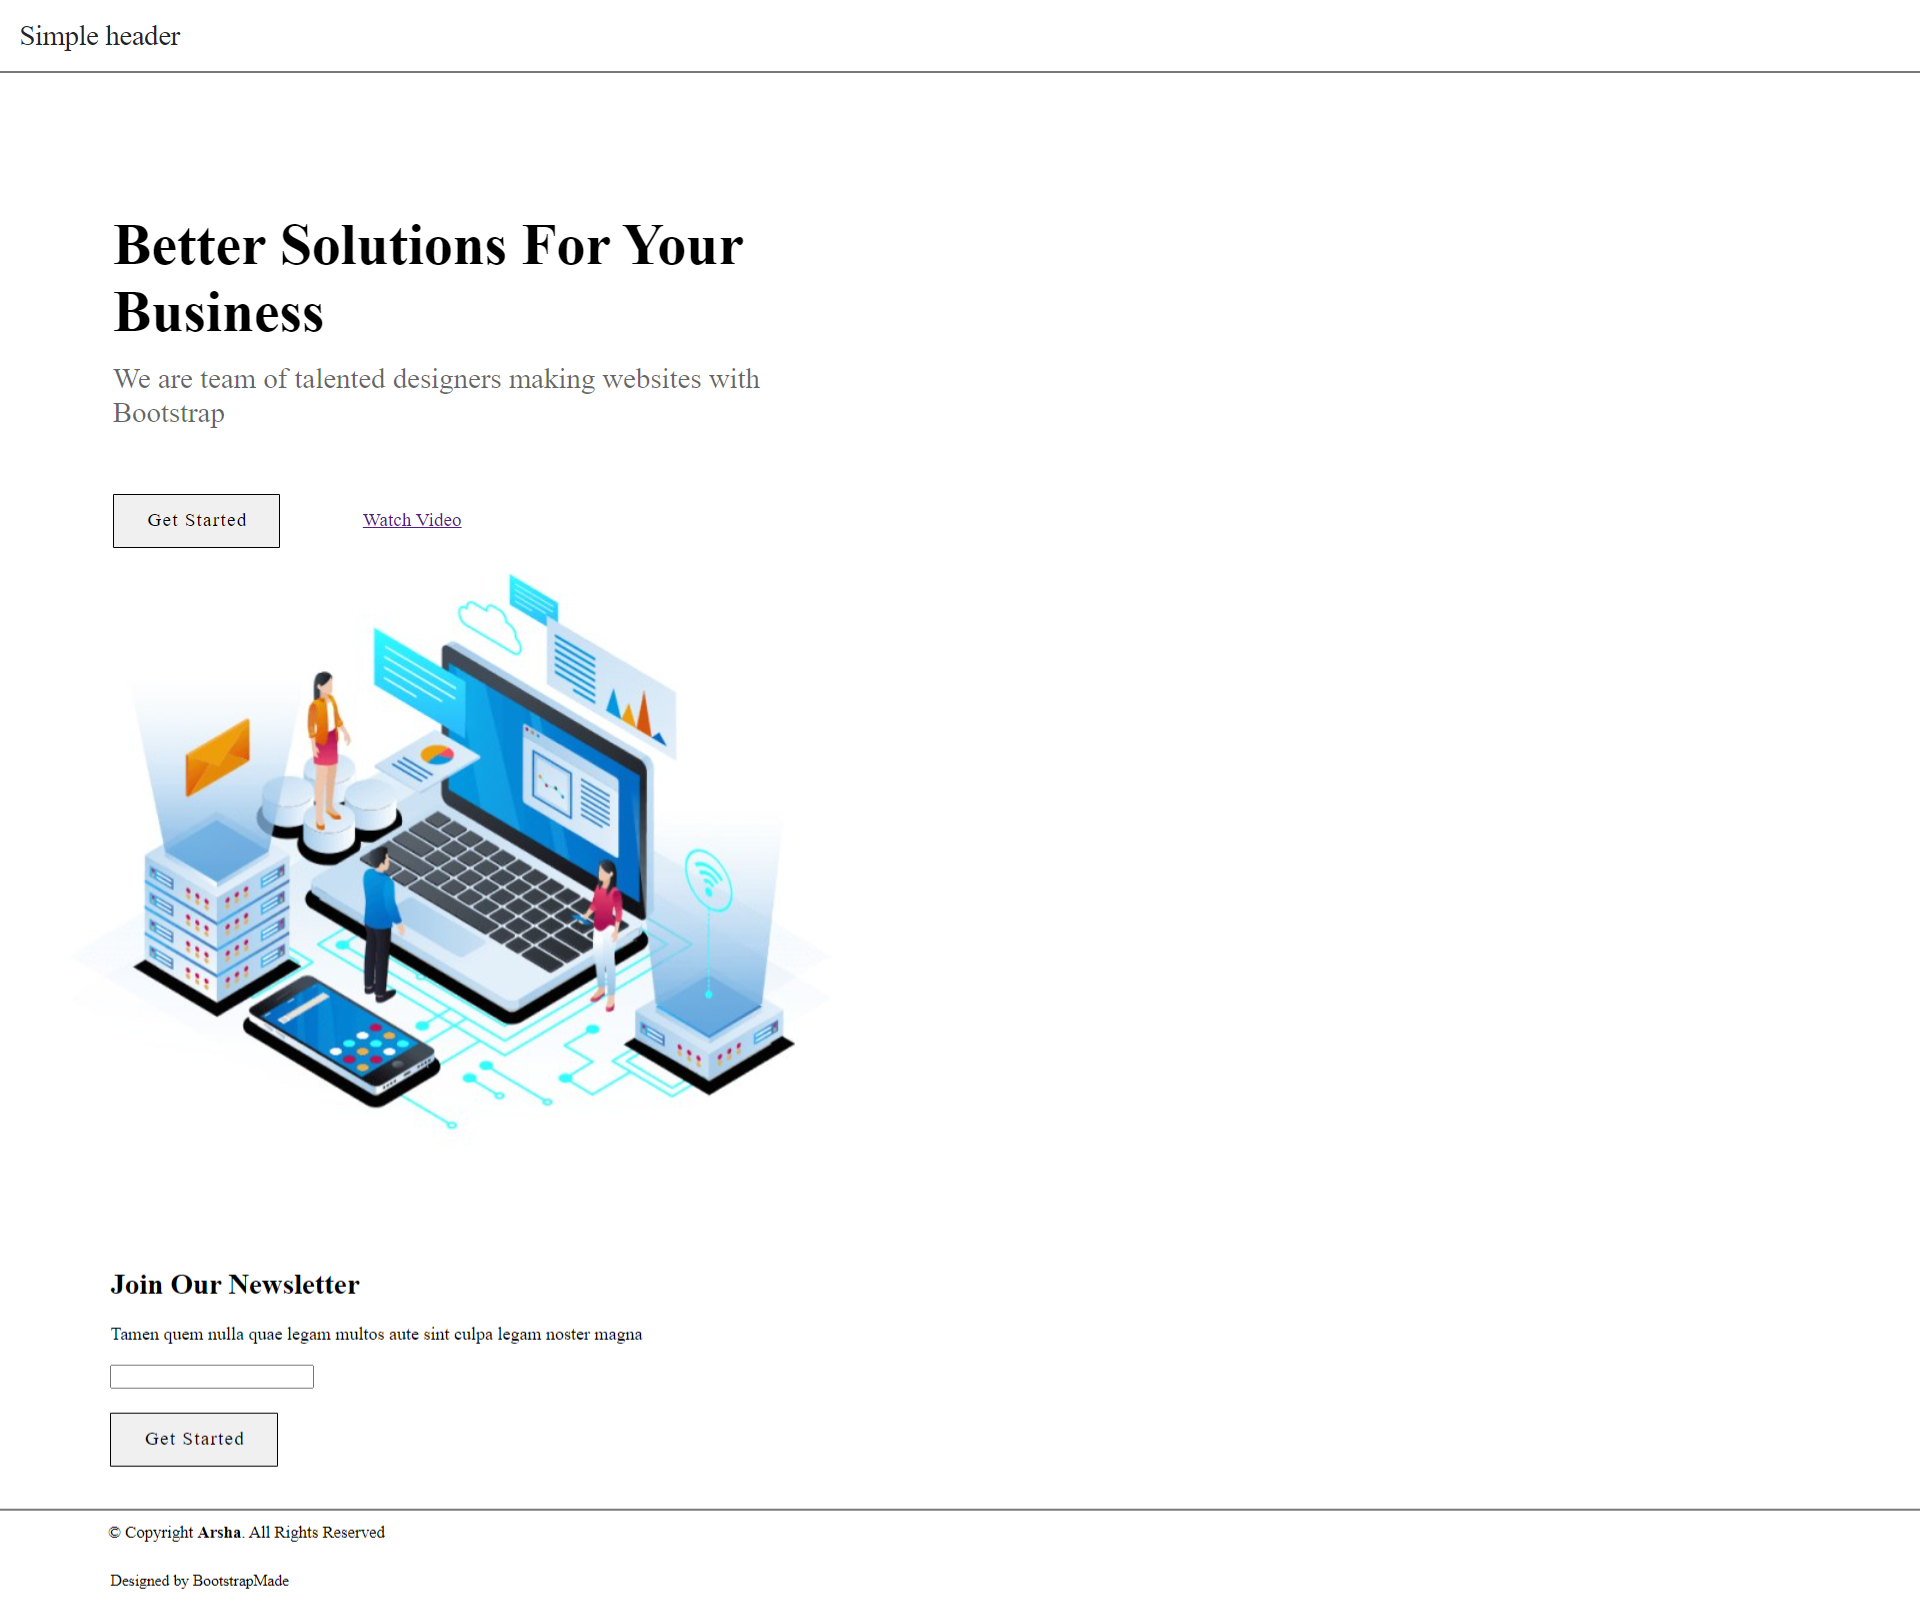 Simple header
Better Solutions For Your
Business
We are team of talented designers making websites with
Bootstrap
Get Started
Watch Video
Join Our Newsletter
Tamen quem nulla quae legam multos aute sint culpa legam noster magna
Get Started
© Copyright Arsha. All Rights Reserved
Designed by BootstrapMade